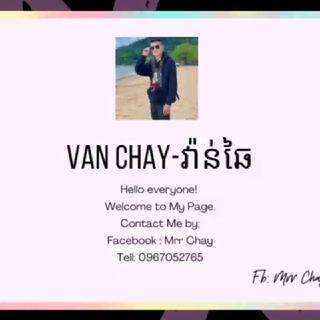 VAN CHAY-វ៉ាន់ឆៃ
Hello everyone!
Welcome to My Page.
Contact Me by:
Facebook : Mrr Chay
Tell: 0967052765
Fb: Mrr Chay